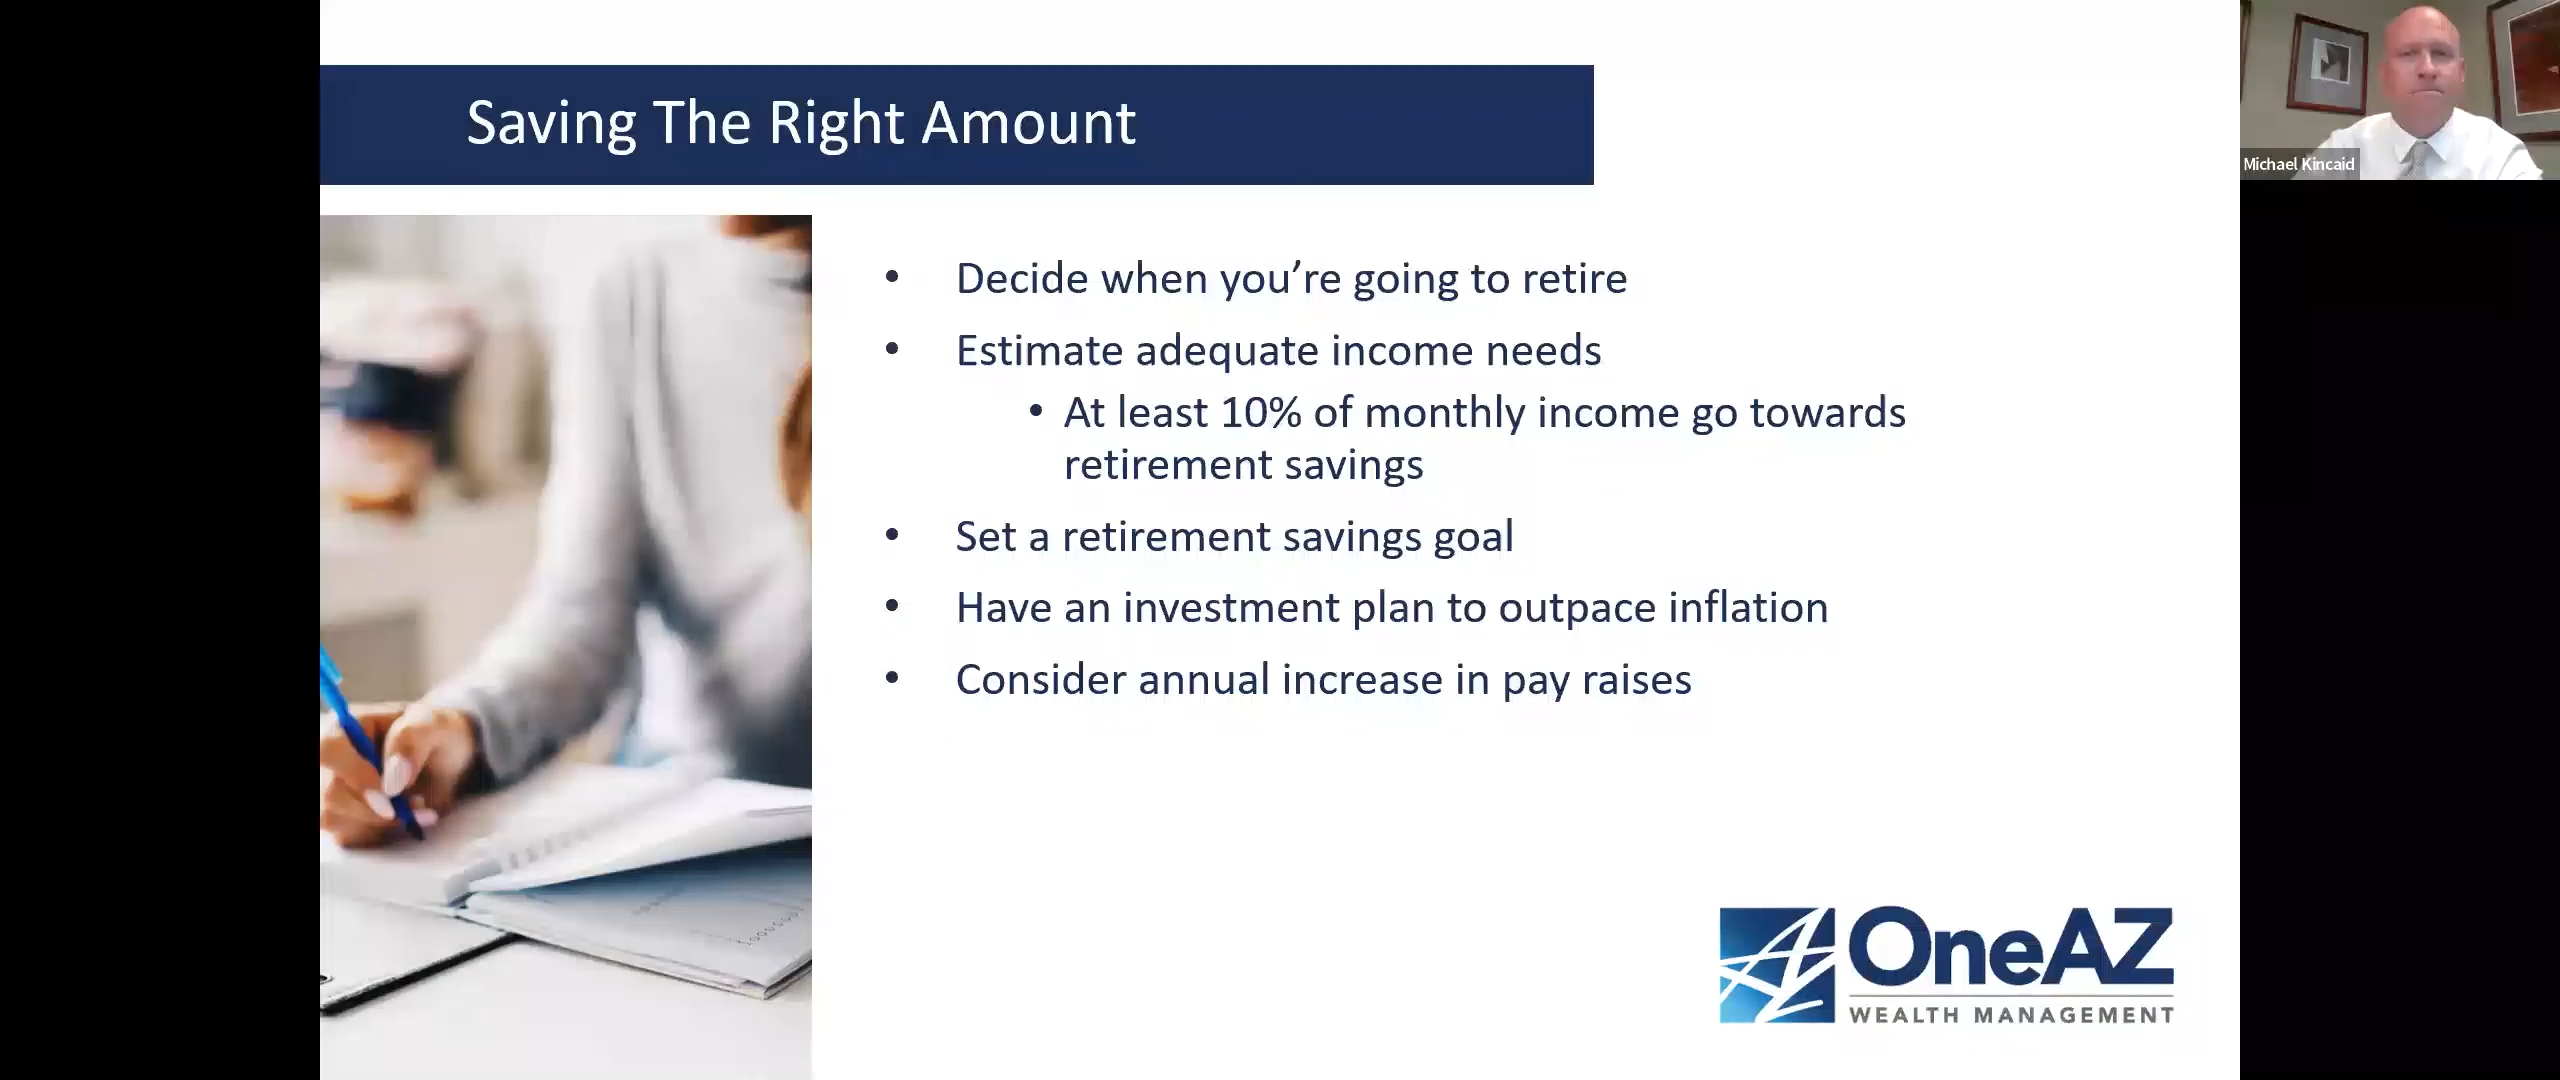 Saving The Right Amount
Michael Kincaid
• Decide when you’re going to retire
• Estimate adequate income needs
• At least 10% of monthly income go towards
retirement savings
• Set a retirement savings goal
• Have an investment plan to outpace inflation
• Consider annual increase in pay raises
OneAZ
WEALTH MANAGEMENT